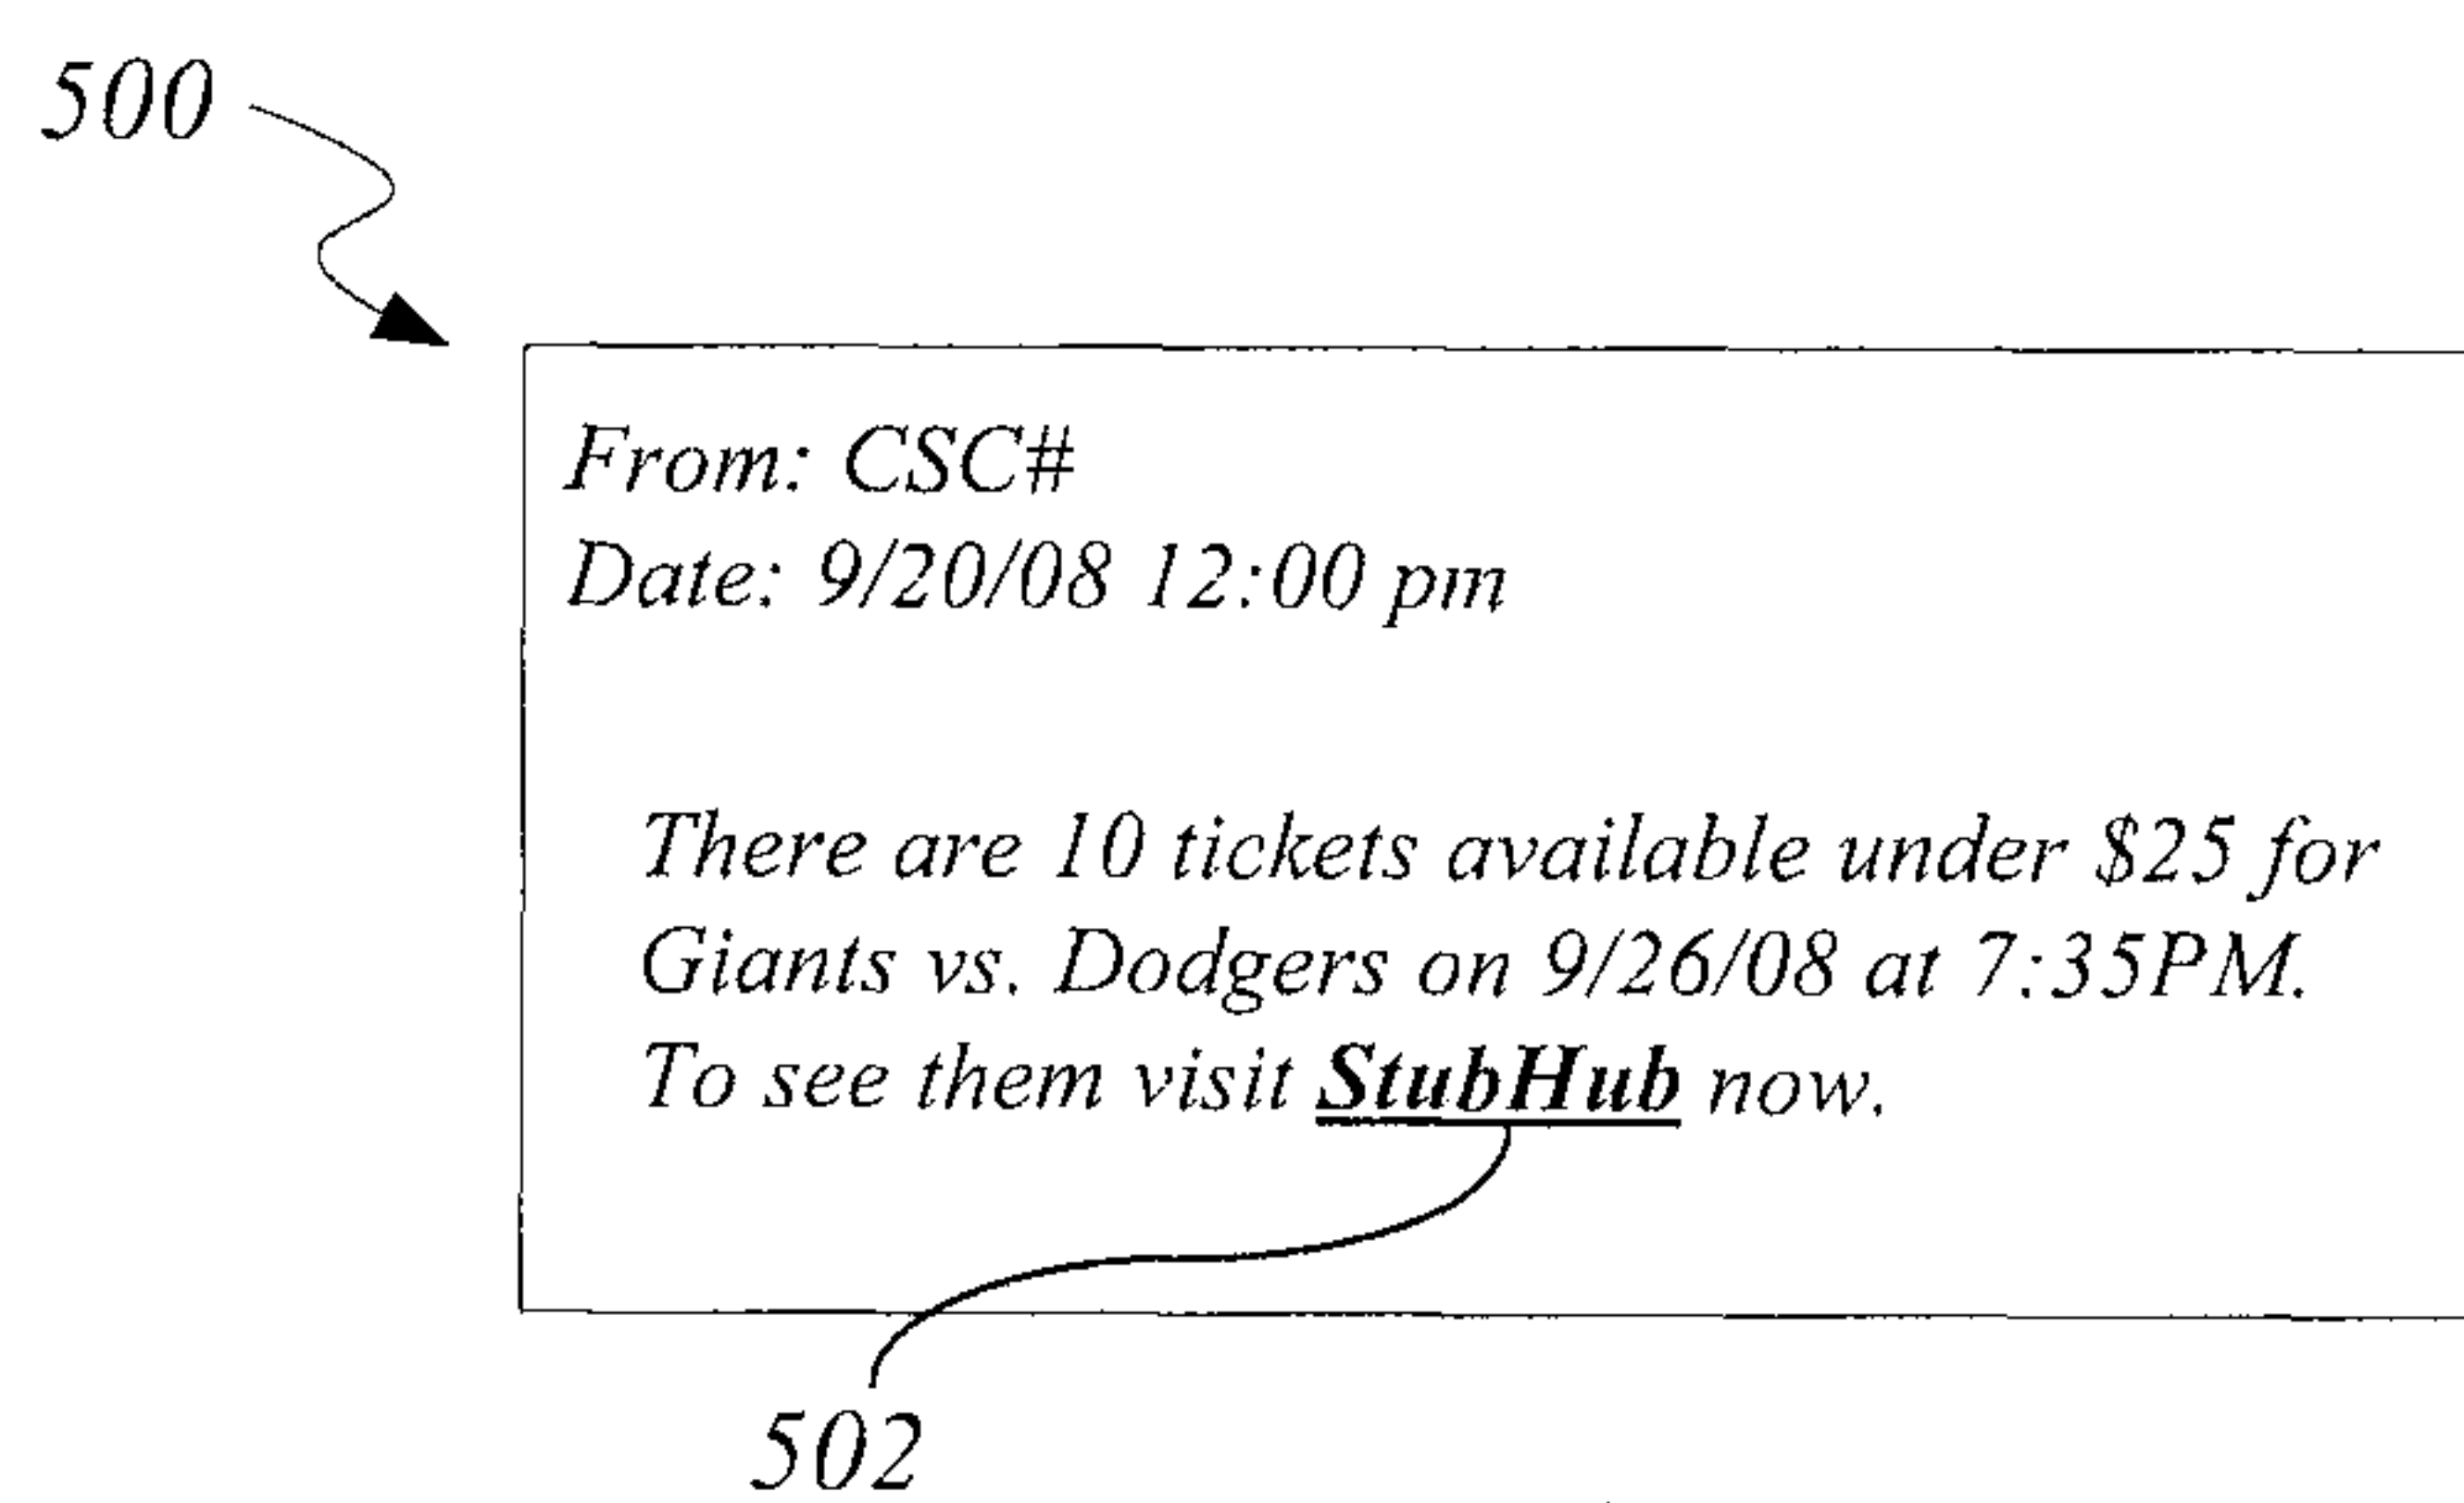 500
From: CSC#
Date: 9/20/08 12:00 pm
There are 10 tickets available under $25 for
Giants vs. Dodgers on 9/26/08 at 7:35PM.
To see them visit StubHub now.
502